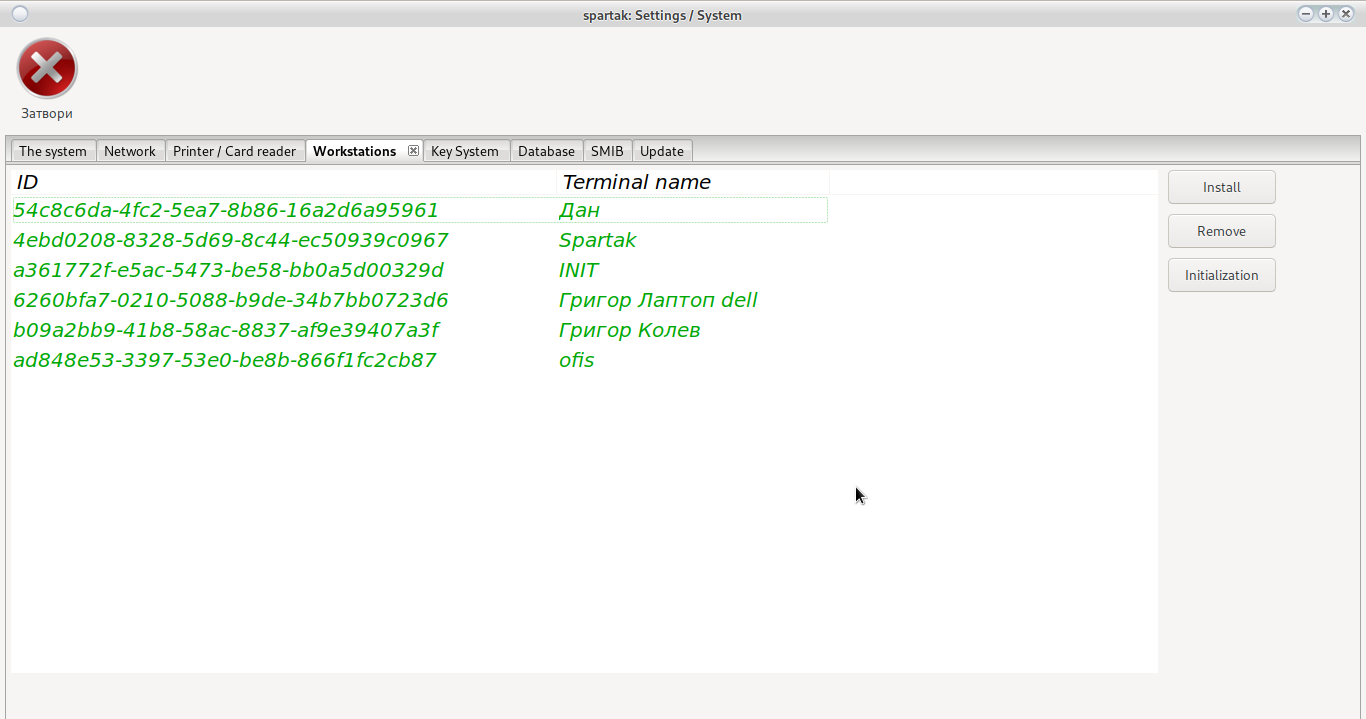 spartak: Settings / System
Затвори
The system Network Printer / Card reader Workstations Key System Database SMIB Update
ID Terminal name
54c8c6da-4fc2-5ea7-8b86-16a2d6a95961 Дан
4ebd0208-8328-5d69-8c44-ec50939c0967 Spartak
a361772f-e5ac-5473-be58-bb0a5d00329d INIT
6260bfa7-0210-5088-b9de-34b7bb0723d6 Григор Лаптоп dell
b09a2bb9-41b8-58ac-8837-af9e39407a3f Григор Колев
ad848e53-3397-53e0-be8b-866f1fc2cb87 ofis
Install
Remove
Initialization